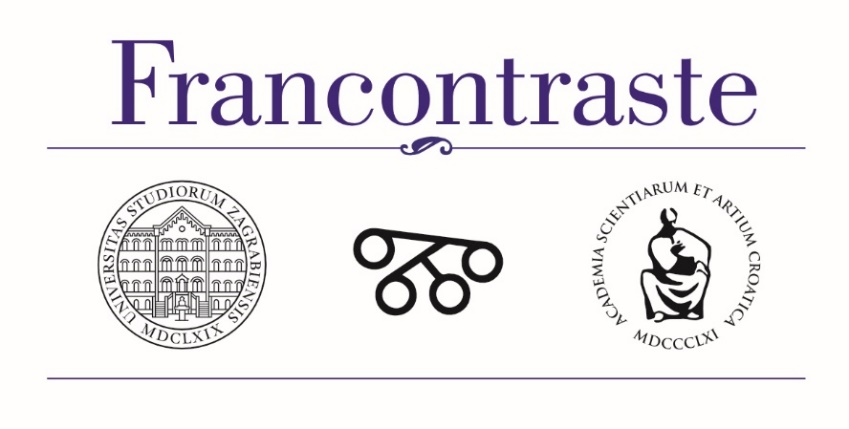 Francontraste
UNIVERSITAS STUDIORUM ZAGRABIENSIS
MDCLXIX
ACADEMIA SCIENTIARUM ET ARTIUM CROATICA
MDCCCLXI